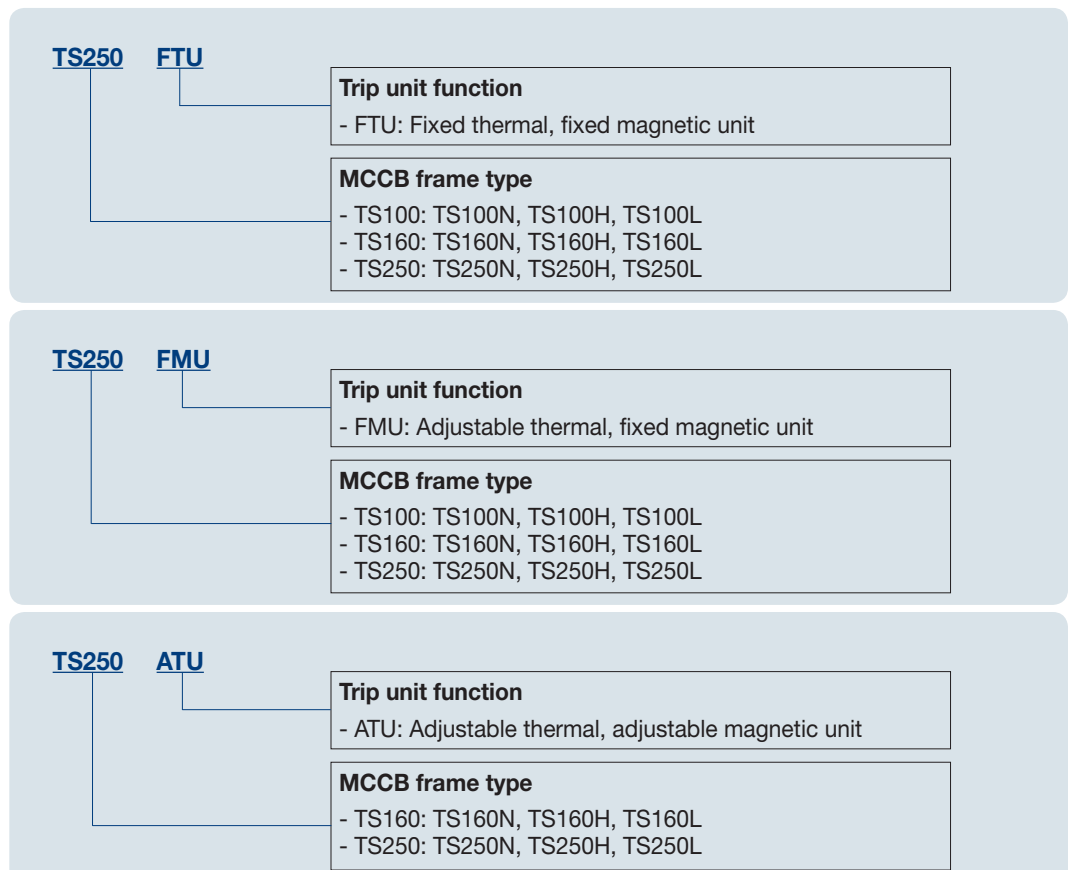 TS250 FTU
Trip unit function
- FTU: Fixed thermal, fixed magnetic unit
MCCB frame type
- TS100: TS100N, TS100H, TS100L
- TS160: TS160N, TS160H, TS160L
- TS250: TS250N, TS250H, TS250L
TS250 FMU
Trip unit function
- FMU: Adjustable thermal, fixed magnetic unit
MCCB frame type
- TS100: TS100N, TS100H, TS100L
- TS160: TS160N, TS160H, TS160L
- TS250: TS250N, TS250H, TS250L
TS250 ATU
Trip unit function
- ATU: Adjustable thermal, adjustable magnetic unit
MCCB frame type
- TS160: TS160N, TS160H, TS160L
- TS250: TS250N, TS250H, TS250L